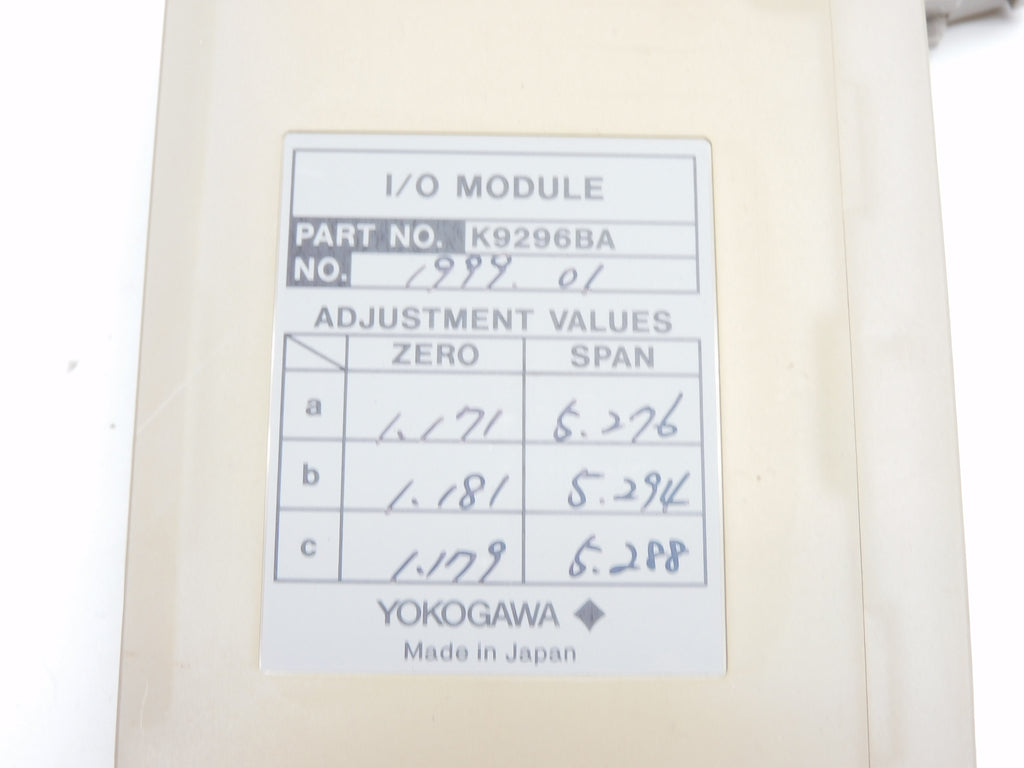 I/O MODULE
PART NO. K9296BA
NO. 1999. 01
ADJUSTMENT VALUES
ZERO SPAN
a 1.171 5.276
b 1.181 5.294
c 1.179 5.288
YOKOGAWA
Made in Japan